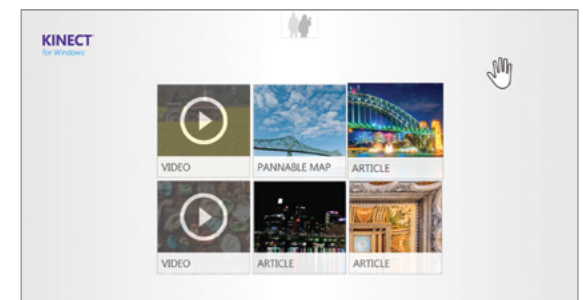 KINECT
for Windows
VIDEO
PANNABLE MAP
ARTICLE
VIDEO
ARTICLE
ARTICLE